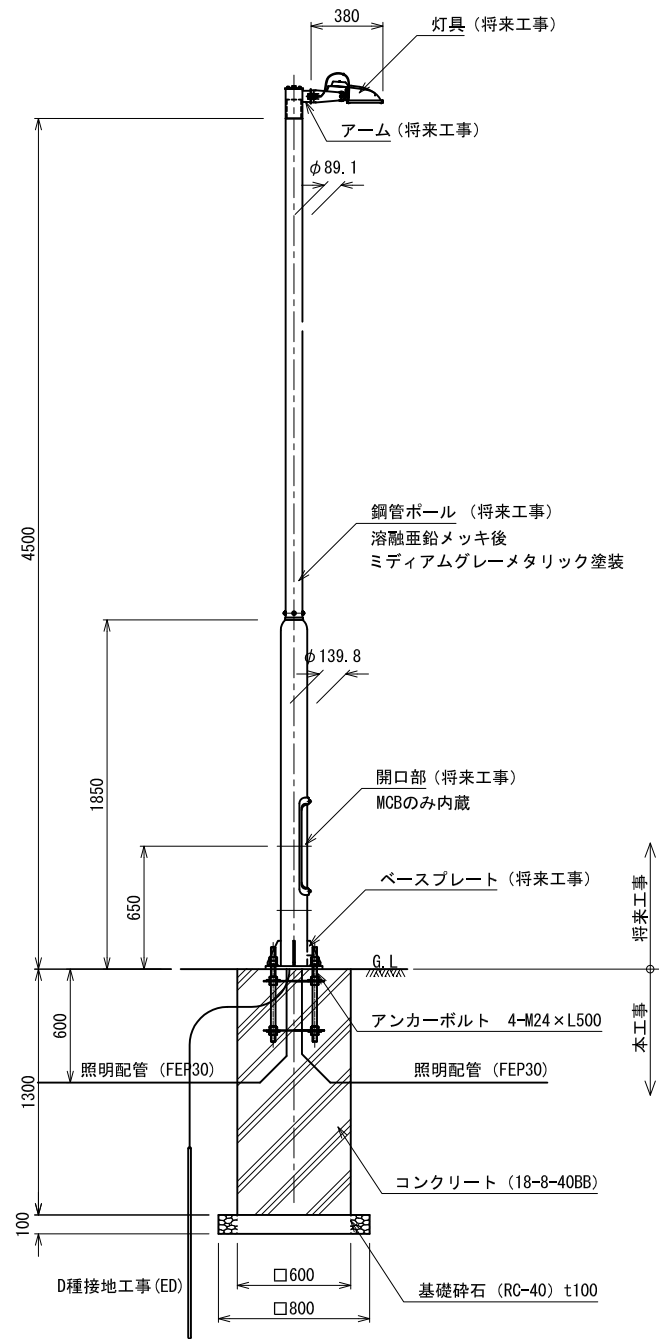 380
灯具 (将来工事)
アーム (将来工事)
φ89.1
4500
鋼管ポール (将来工事)
溶融亜鉛メッキ後
ミディアムグレーメタリック塗装
φ139.8
1850
開口部 (将来工事)
MCBのみ内蔵
650
ベースプレート (将来工事)
将来工事
G.L
本工事
アンカーボルト 4-M24×L500
600
照明配管 (FEP30)
照明配管 (FEP30)
1300
コンクリート (18-8-40BB)
100
D種接地工事(ED)
□600
基礎砕石 (RC-40) t100
□800